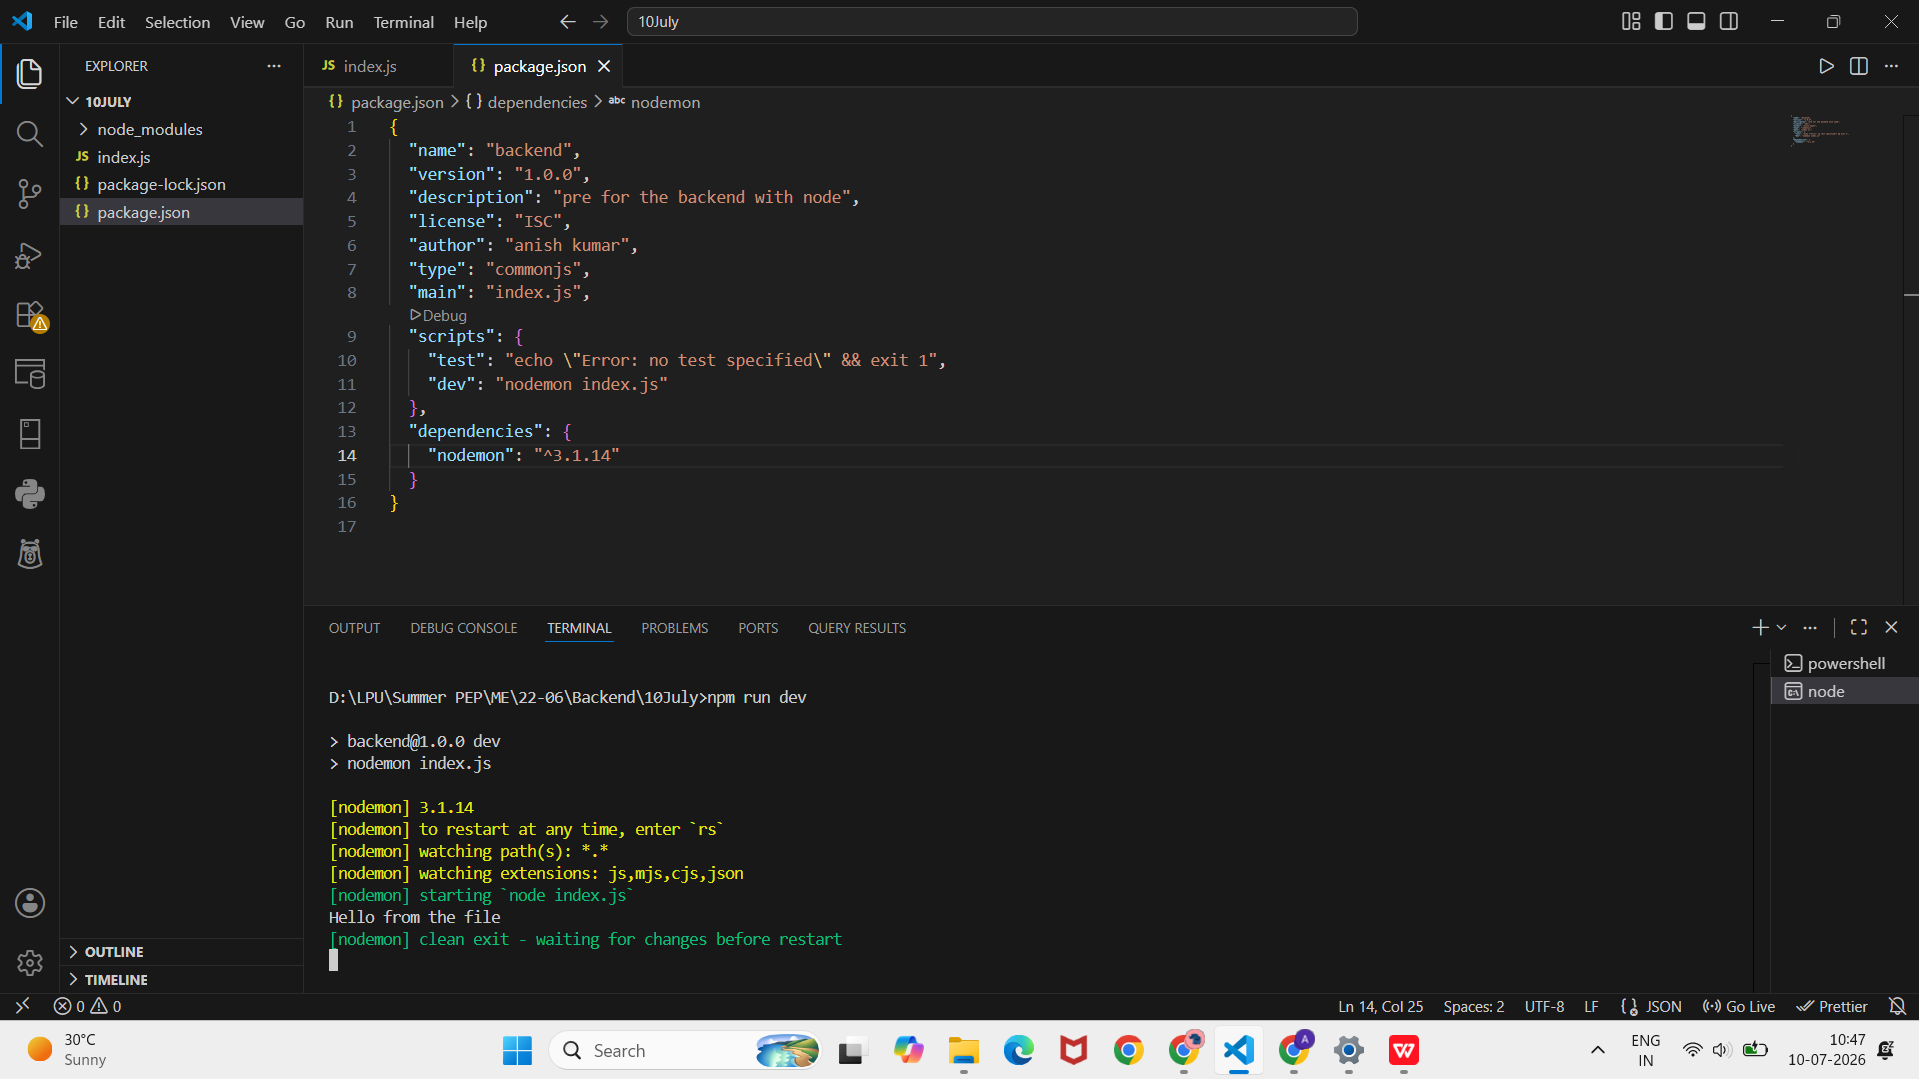 File Edit Selection View Go Run Terminal Help
10July
EXPLORER
10JULY
node_modules
JS index.js
{} package-lock.json
{} package.json
OUTLINE
TIMELINE
JS index.js
{} package.json
{} package.json > {} dependencies > abc nodemon
1 {
2 "name": "backend",
3 "version": "1.0.0",
4 "description": "pre for the backend with node",
5 "license": "ISC",
6 "author": "anish kumar",
7 "type": "commonjs",
8 "main": "index.js",
Debug
9 "scripts": {
10 "test": "echo \"Error: no test specified\" && exit 1",
11 "dev": "nodemon index.js"
12 },
13 "dependencies": {
14 "nodemon": "^3.1.14"
15 }
16 }
17
OUTPUT DEBUG CONSOLE TERMINAL PROBLEMS PORTS QUERY RESULTS
powershell
node
D:\LPU\Summer PEP\ME\22-06\Backend\10July>npm run dev
> backend@1.0.0 dev
> nodemon index.js
[nodemon] 3.1.14
[nodemon] to restart at any time, enter `rs`
[nodemon] watching path(s): *.*
[nodemon] watching extensions: js,mjs,cjs,json
[nodemon] starting `node index.js`
Hello from the file
[nodemon] clean exit - waiting for changes before restart
0 0
Ln 14, Col 25 Spaces: 2 UTF-8 LF {} JSON Go Live Prettier
30°C
Sunny
Search
A
W
ENG
IN
10:47
10-07-2026